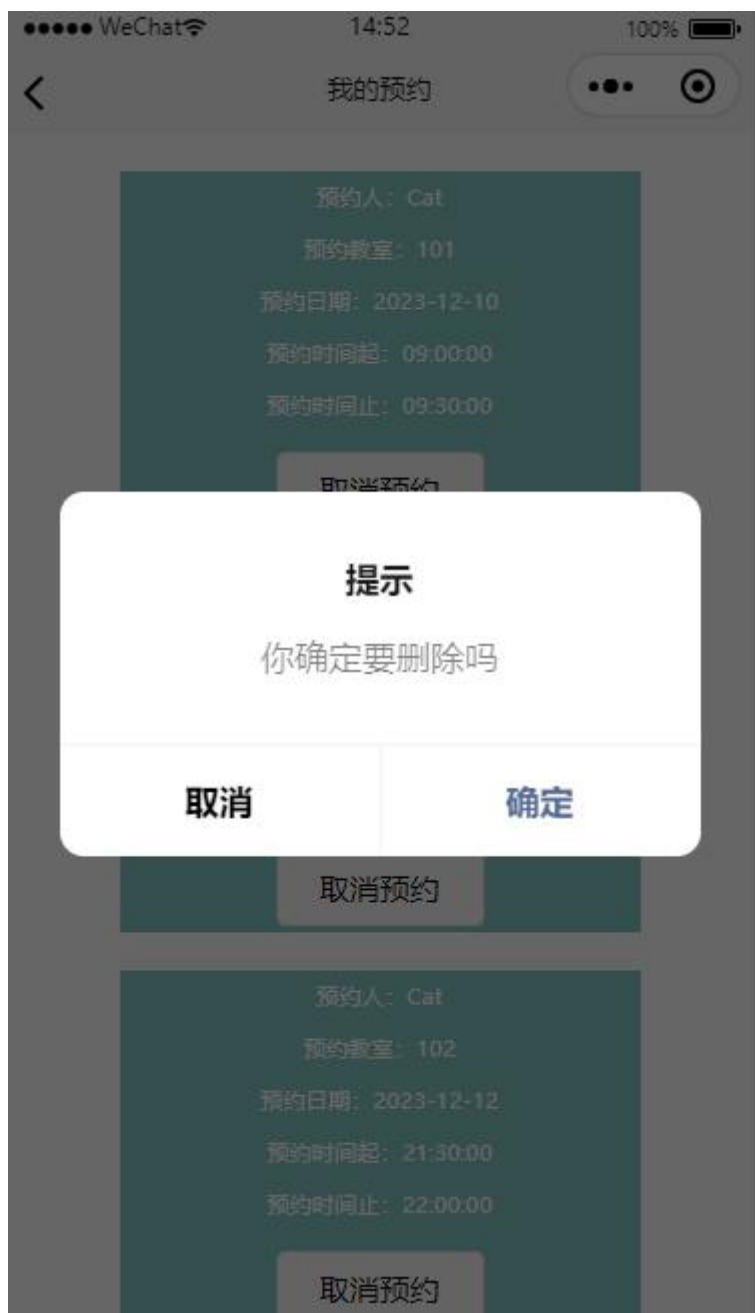 WeChat 14:52 100%
我的预约
预约人：Cat
预约教室：101
预约日期：2023-12-10
预约时间起：09:00:00
预约时间止：09:30:00
取消预约
提示
你确定要删除吗
取消 确定
取消预约
预约人：Cat
预约教室：102
预约日期：2023-12-12
预约时间起：21:30:00
预约时间止：22:00:00
取消预约